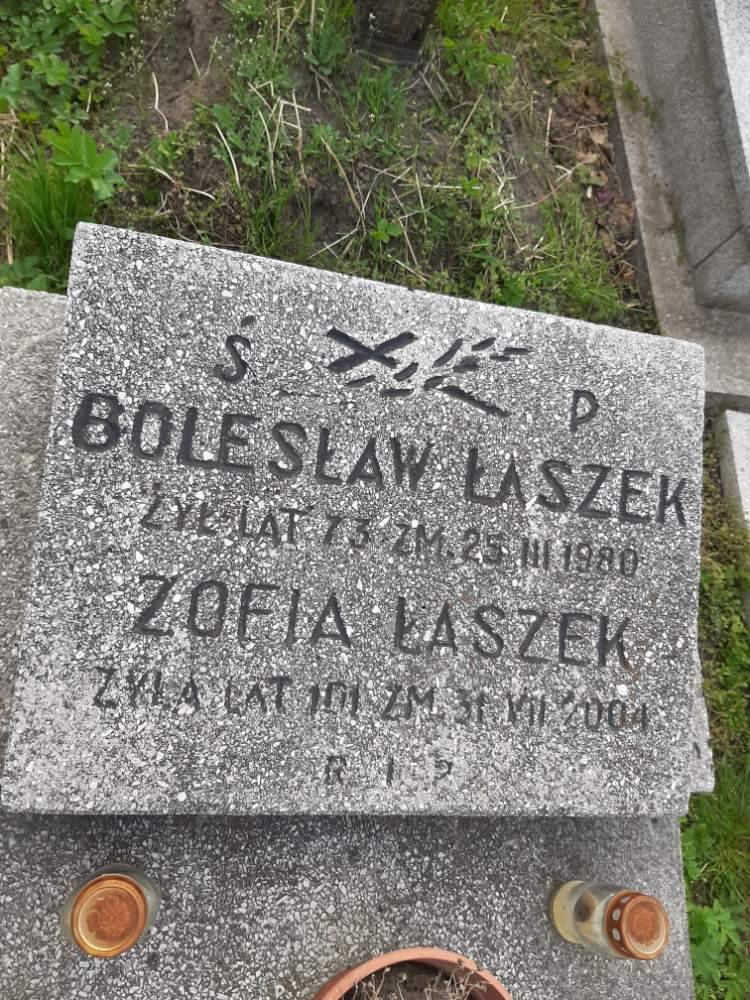 Ś P
BOLESŁAW ŁASZEK
ŻYŁ LAT 73 ZM. 25 III 1980
ZOFIA ŁASZEK
ŻYŁA LAT 101 ZM. 31 VII 2004
R I P